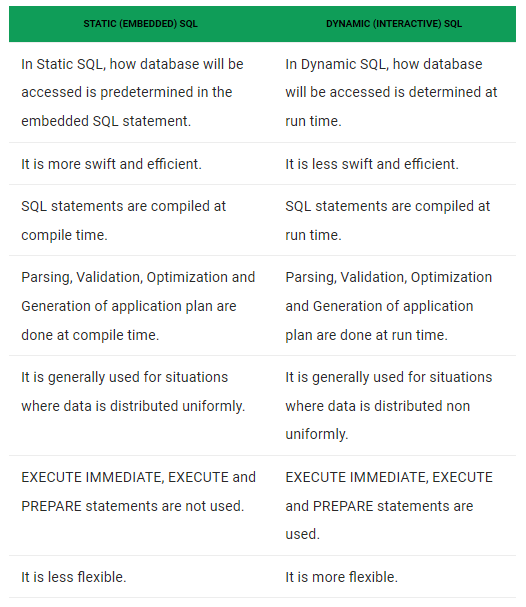 STATIC (EMBEDDED) SQL
DYNAMIC (INTERACTIVE) SQL
In Static SQL, how database will be
accessed is predetermined in the
embedded SQL statement.
In Dynamic SQL, how database
will be accessed is determined at
run time.
It is more swift and efficient.
It is less swift and efficient.
SQL statements are compiled at
compile time.
SQL statements are compiled at
run time.
Parsing, Validation, Optimization and
Generation of application plan are
done at compile time.
Parsing, Validation, Optimization
and Generation of application
plan are done at run time.
It is generally used for situations
where data is distributed uniformly.
It is generally used for situations
where data is distributed non
uniformly.
EXECUTE IMMEDIATE, EXECUTE and
PREPARE statements are not used.
EXECUTE IMMEDIATE, EXECUTE
and PREPARE statements are
used.
It is less flexible.
It is more flexible.